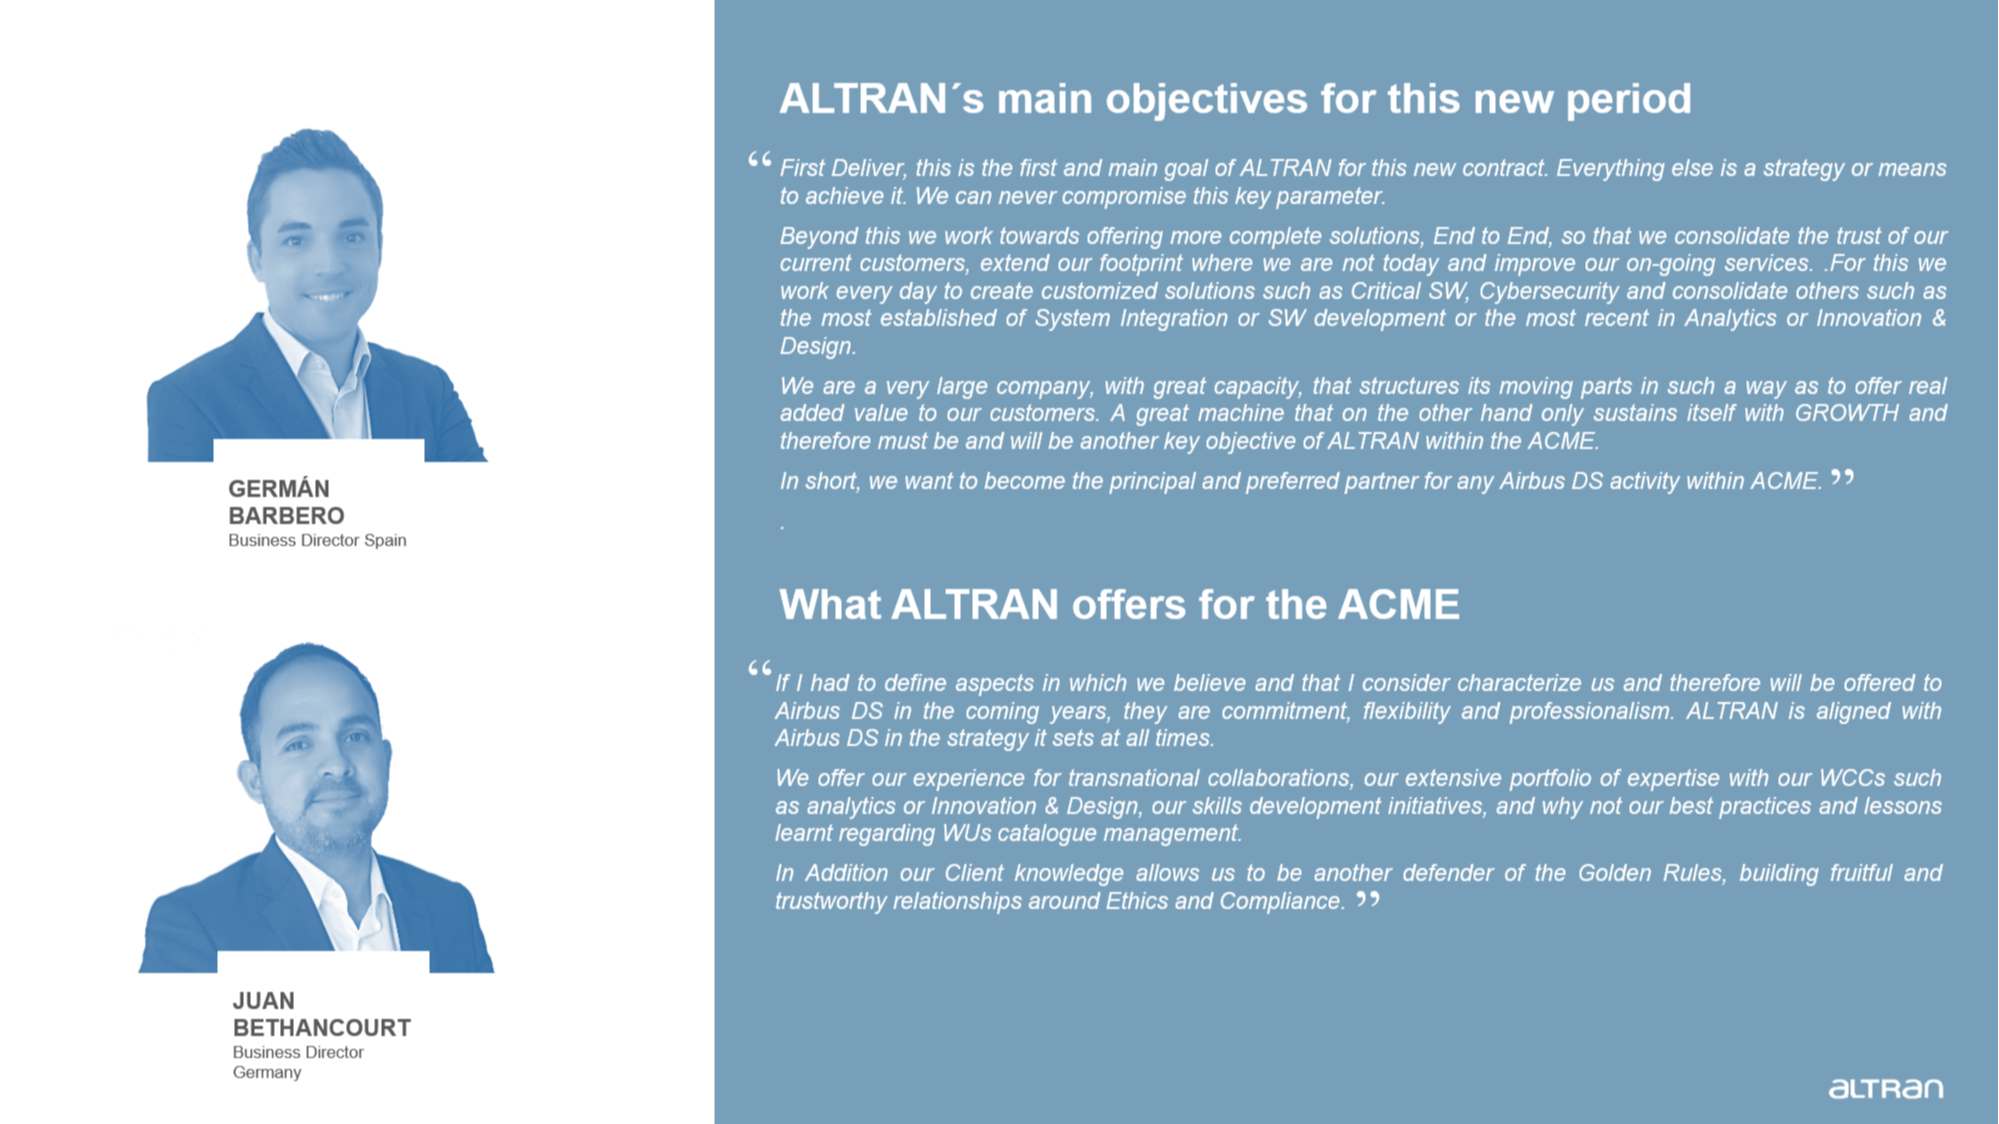 GERMÁN
BARBERO
Business Director Spain
JUAN
BETHANCOURT
Business Director
Germany
ALTRAN´s main objectives for this new period
“ First Deliver, this is the first and main goal of ALTRAN for this new contract. Everything else is a strategy or means
to achieve it. We can never compromise this key parameter.
Beyond this we work towards offering more complete solutions, End to End, so that we consolidate the trust of our
current customers, extend our footprint where we are not today and improve our on-going services. .For this we
work every day to create customized solutions such as Critical SW, Cybersecurity and consolidate others such as
the most established of System Integration or SW development or the most recent in Analytics or Innovation &
Design.
We are a very large company, with great capacity, that structures its moving parts in such a way as to offer real
added value to our customers. A great machine that on the other hand only sustains itself with GROWTH and
therefore must be and will be another key objective of ALTRAN within the ACME.
In short, we want to become the principal and preferred partner for any Airbus DS activity within ACME. ”
.
What ALTRAN offers for the ACME
“ If I had to define aspects in which we believe and that I consider characterize us and therefore will be offered to
Airbus DS in the coming years, they are commitment, flexibility and professionalism. ALTRAN is aligned with
Airbus DS in the strategy it sets at all times.
We offer our experience for transnational collaborations, our extensive portfolio of expertise with our WCCs such
as analytics or Innovation & Design, our skills development initiatives, and why not our best practices and lessons
learnt regarding WUs catalogue management.
In Addition our Client knowledge allows us to be another defender of the Golden Rules, building fruitful and
trustworthy relationships around Ethics and Compliance. ”
altran